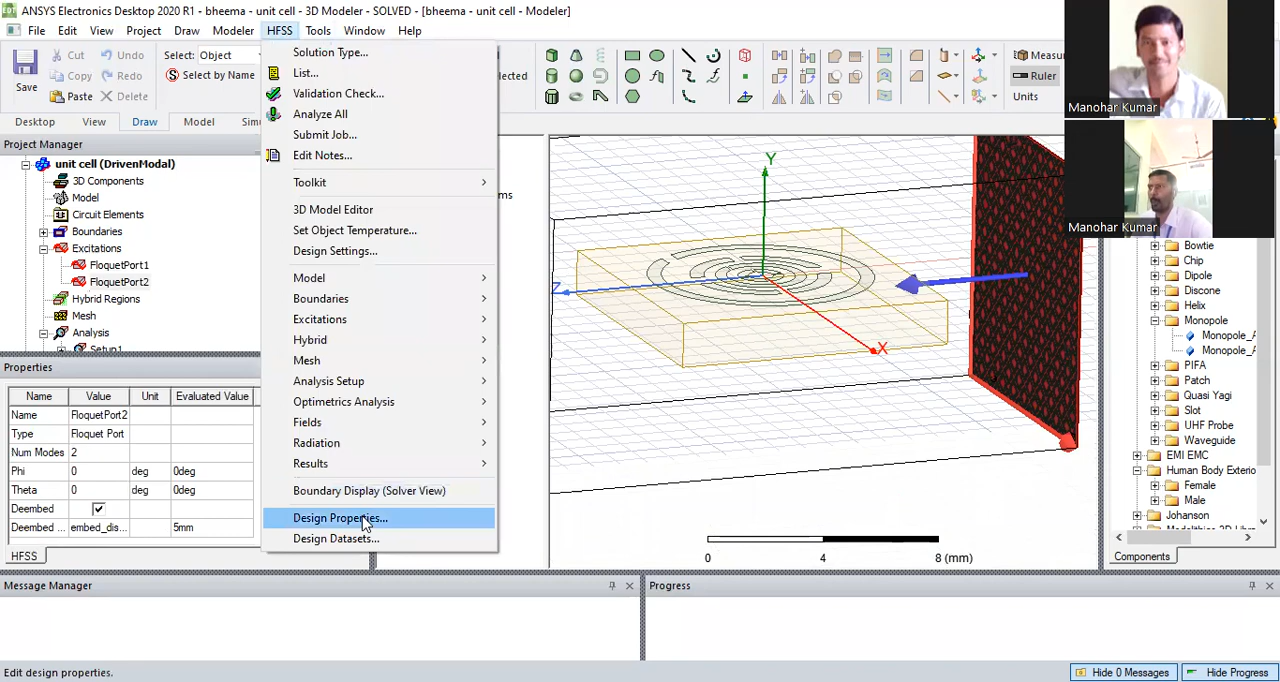 ANSYS Electronics Desktop 2020 R1 - bheema - unit cell - 3D Modeler - SOLVED - [bheema - unit cell - Modeler]
File Edit View Project Draw Modeler HFSS Tools Window Help
Save
Cut
Copy
Paste
Undo
Redo
Delete
Select: Object
Select by Name
Measu
Ruler
Units
Desktop View Draw Model Simu
Project Manager
unit cell (DrivenModal)
3D Components
Model
Circuit Elements
Boundaries
Excitations
FloquetPort1
FloquetPort2
Hybrid Regions
Mesh
Analysis
Setup1
Properties
Name Value Unit Evaluated Value
Name FloquetPort2
Type Floquet Port
Num Modes 2
Phi 0 deg 0deg
Theta 0 deg 0deg
Deembed
Deembed ... embed_dis... 5mm
HFSS
Solution Type...
List...
Validation Check...
Analyze All
Submit Job...
Edit Notes...
Toolkit
3D Model Editor
Set Object Temperature...
Design Settings...
Model
Boundaries
Excitations
Hybrid
Mesh
Analysis Setup
Optimetrics Analysis
Fields
Radiation
Results
Boundary Display (Solver View)
Design Properties...
Design Datasets...
elected
ms
Y
Z
X
0 4 8 (mm)
Manohar Kumar
Manohar Kumar
Bowtie
Chip
Dipole
Discone
Helix
Monopole
Monopole_A
Monopole_A
PIFA
Patch
Quasi Yagi
Slot
UHF Probe
Waveguide
EMI EMC
Human Body Exterio
Female
Male
Johanson
Components
Message Manager
Progress
Edit design properties.
Hide 0 Messages
Hide Progress